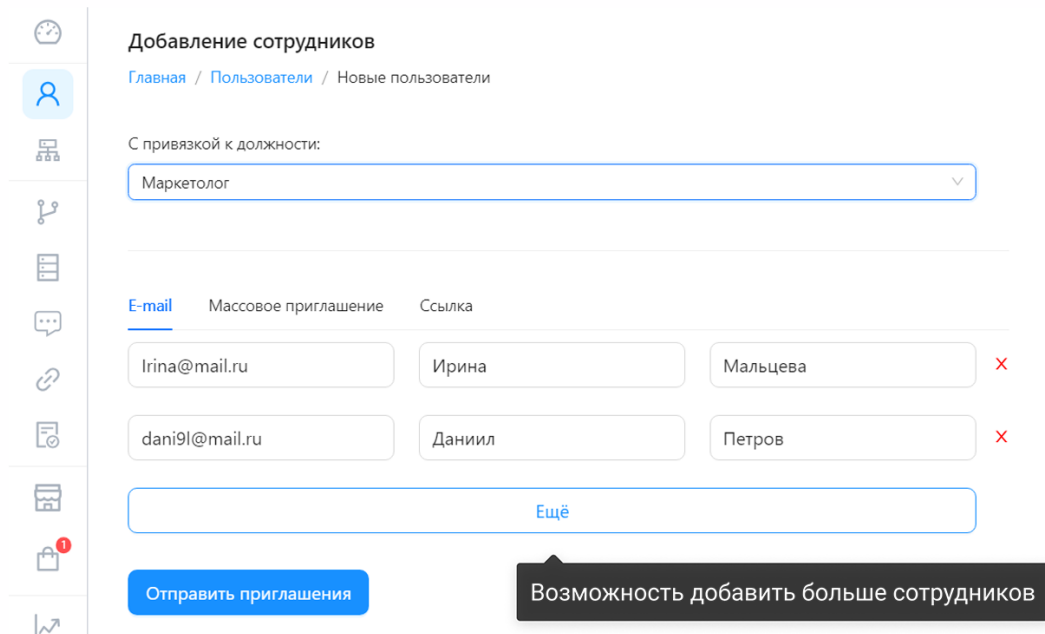 Добавление сотрудников
Главная / Пользователи / Новые пользователи
С привязкой к должности:
Маркетолог
E-mail Массовое приглашение Ссылка
Irina@mail.ru Ирина Мальцева X
dani9l@mail.ru Даниил Петров X
Ещё
1
Отправить приглашения
Возможность добавить больше сотрудников